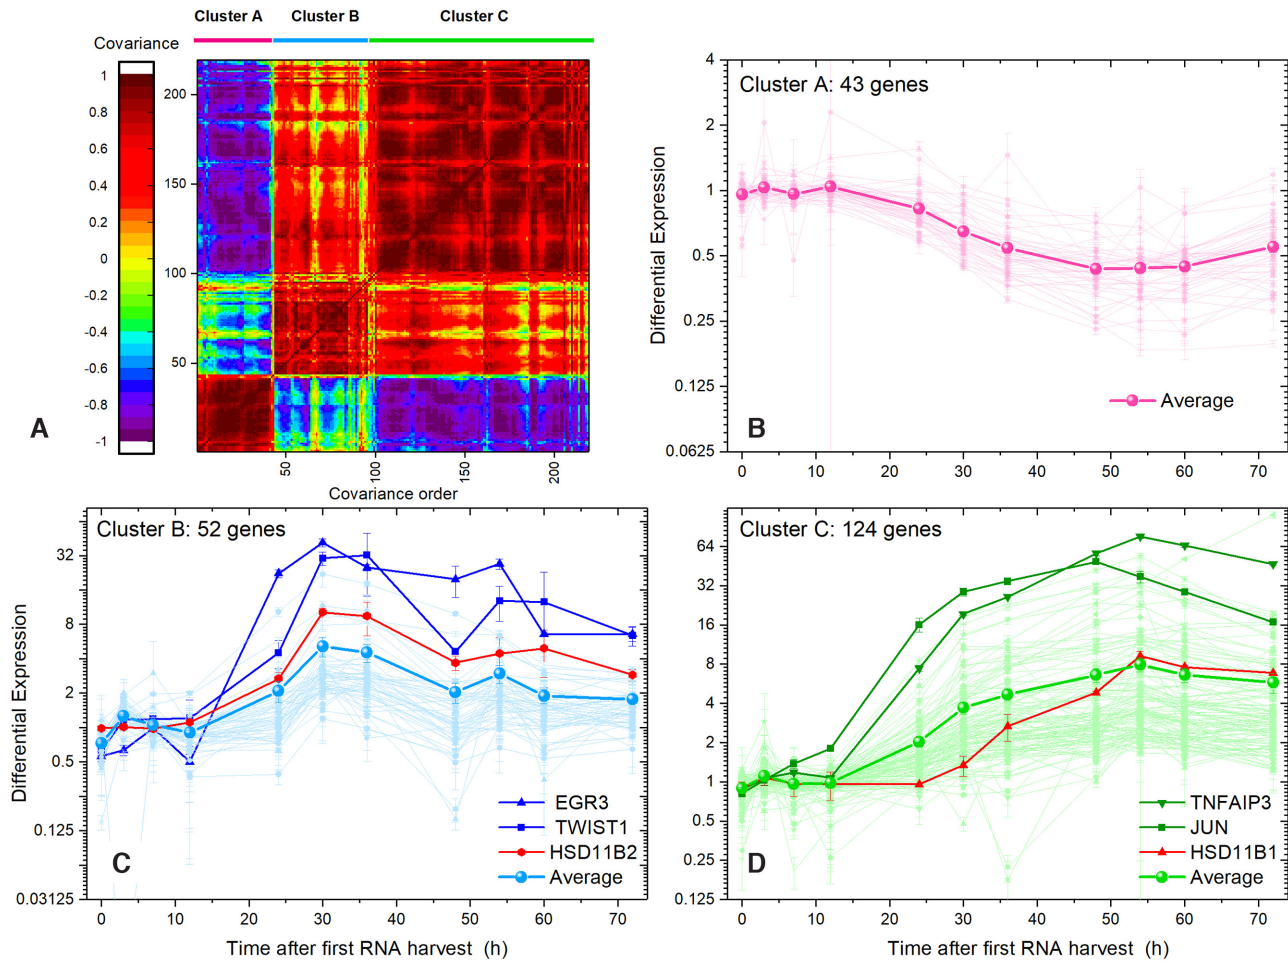 Cluster A Cluster B Cluster C
Covariance
1
0.8
0.6
0.4
0.2
0
-0.2
-0.4
-0.6
-0.8
-1
200
150
100
50
50 100 150 200
Covariance order
A
Cluster A: 43 genes
Differential Expression
4
2
1
0.5
0.25
0.125
0.0625
0 10 20 30 40 50 60 70
Average
B
Cluster B: 52 genes
Differential Expression
32
8
2
0.5
0.125
0.03125
0 10 20 30 40 50 60 70
Time after first RNA harvest (h)
EGR3
TWIST1
HSD11B2
Average
C
Cluster C: 124 genes
Differential Expression
64
32
16
8
4
2
1
0.5
0.25
0.125
0 10 20 30 40 50 60 70
Time after first RNA harvest (h)
TNFAIP3
JUN
HSD11B1
Average
D